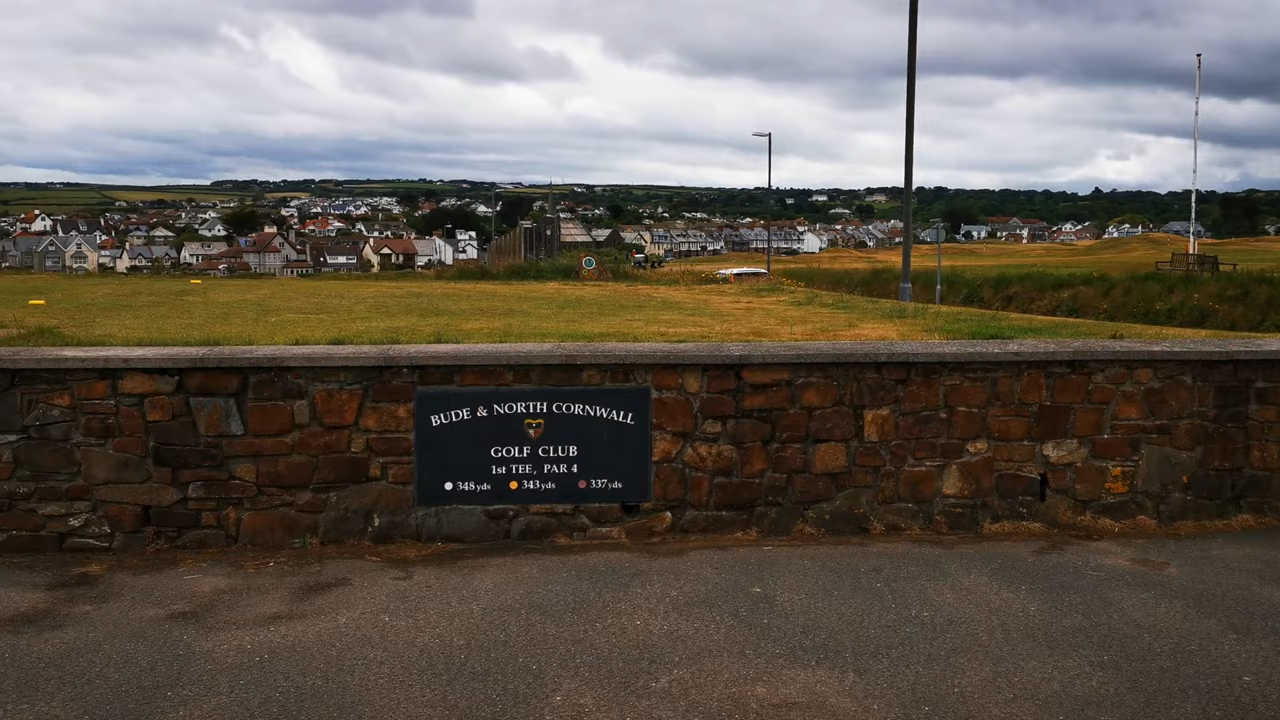 BUDE & NORTH CORNWALL
GOLF CLUB
1st TEE, PAR 4
348yds 343yds 337yds